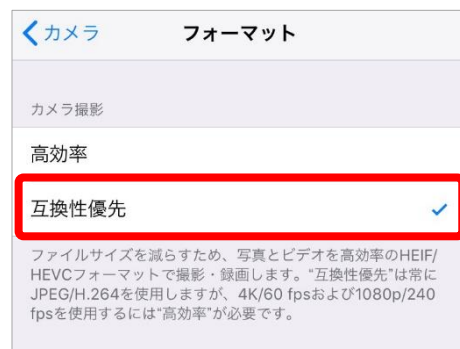 カメラ フォーマット
カメラ撮影
高効率
互換性優先
ファイルサイズを減らすため、写真とビデオを高効率のHEIF/
HEVCフォーマットで撮影・録画します。“互換性優先”は常に
JPEG/H.264を使用しますが、4K/60 fpsおよび1080p/240
fpsを使用するには“高効率”が必要です。